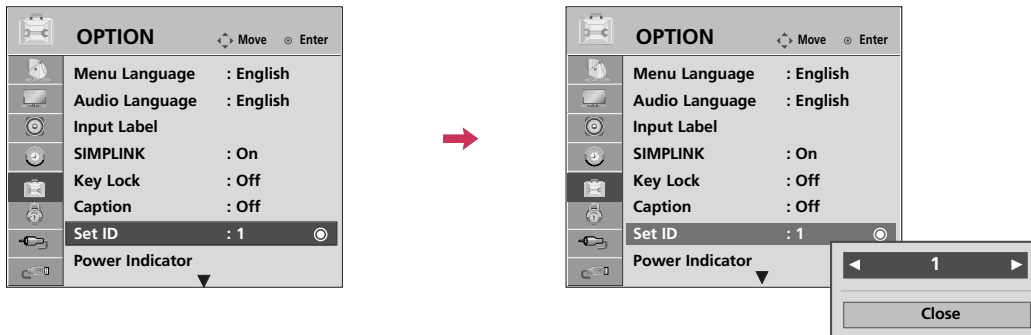 OPTION Move Enter
Menu Language : English
Audio Language : English
Input Label
SIMPLINK : On
Key Lock : Off
Caption : Off
Set ID : 1
Power Indicator
OPTION Move Enter
Menu Language : English
Audio Language : English
Input Label
SIMPLINK : On
Key Lock : Off
Caption : Off
Set ID : 1
Power Indicator
1
Close